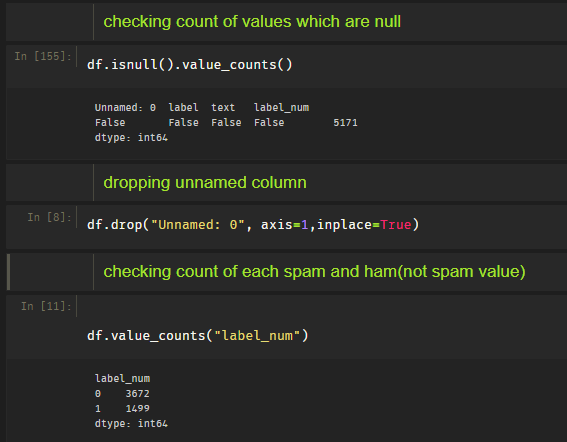 checking count of values which are null
In [155]:
df.isnull().value_counts()
Unnamed: 0  label  text   label_num
False       False  False  False        5171
dtype: int64
dropping unnamed column
In [8]:
df.drop("Unnamed: 0", axis=1,inplace=True)
checking count of each spam and ham(not spam value)
In [11]:
df.value_counts("label_num")
label_num
0    3672
1    1499
dtype: int64